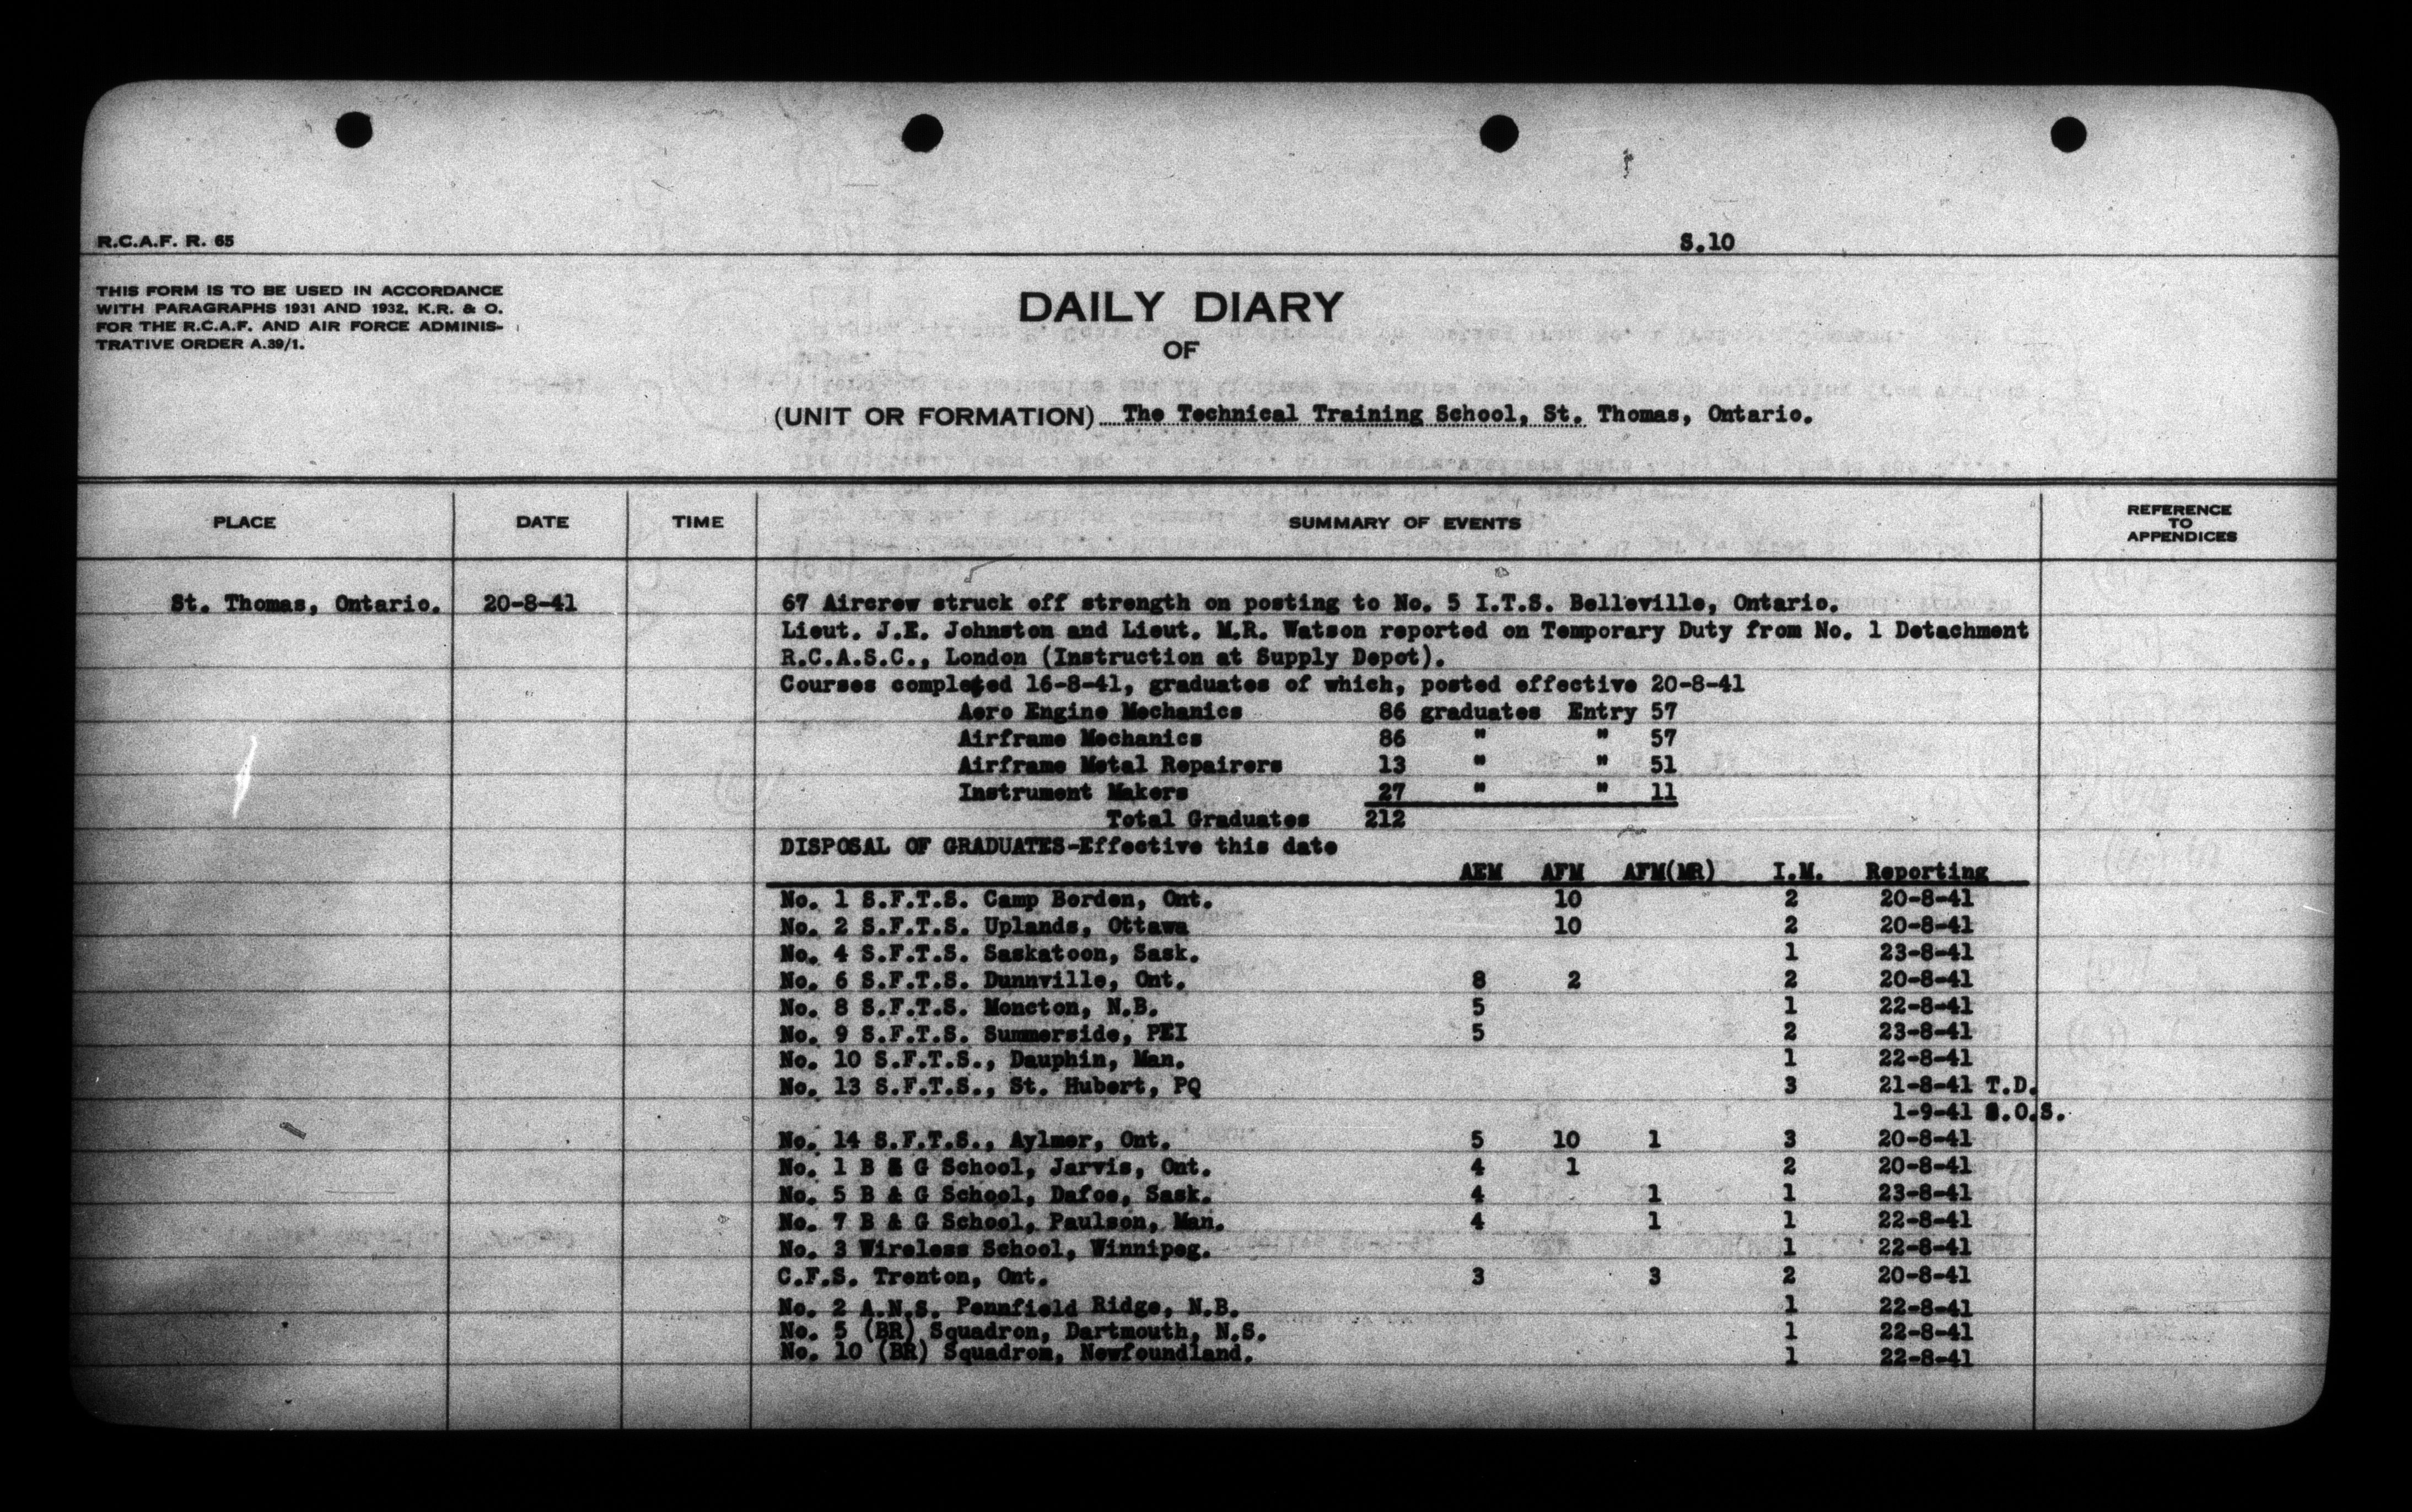 R.C.A.F. R. 65
S.10
THIS FORM IS TO BE USED IN ACCORDANCE
WITH PARAGRAPHS 1931 AND 1932, K.R. & O.
FOR THE R.C.A.F. AND AIR FORCE ADMINIS-
TRATIVE ORDER A.39/1.
DAILY DIARY
OF
(UNIT OR FORMATION) The Technical Training School, St. Thomas, Ontario.
PLACE DATE TIME SUMMARY OF EVENTS REFERENCE TO APPENDICES
St. Thomas, Ontario. 20-8-41 67 Aircrew struck off strength on posting to No. 5 I.T.S. Belleville, Ontario.
Lieut. J.E. Johnston and Lieut. M.R. Watson reported on Temporary Duty from No. 1 Detachment
R.C.A.S.C., London (Instruction at Supply Depot).
Courses completed 16-8-41, graduates of which, posted effective 20-8-41
Aero Engine Mechanics 86 graduates Entry 57
Airframe Mechanics 86 " " 57
Airframe Metal Repairers 13 " " 51
Instrument Makers 27 " " 11
Total Graduates 212
DISPOSAL OF GRADUATES-Effective this date
AEM AFM AFM(MR) I.M. Reporting
No. 1 S.F.T.S. Camp Borden, Ont. 10 2 20-8-41
No. 2 S.F.T.S. Uplands, Ottawa 10 2 20-8-41
No. 4 S.F.T.S. Saskatoon, Sask. 1 23-8-41
No. 6 S.F.T.S. Dunnville, Ont. 8 2 2 20-8-41
No. 8 S.F.T.S. Moncton, N.B. 5 1 22-8-41
No. 9 S.F.T.S. Summerside, PEI 5 2 23-8-41
No. 10 S.F.T.S., Dauphin, Man. 1 22-8-41
No. 13 S.F.T.S., St. Hubert, PQ 3 21-8-41 T.D.
1-9-41 S.O.S.
No. 14 S.F.T.S., Aylmer, Ont. 5 10 1 3 20-8-41
No. 1 B & G School, Jarvis, Ont. 4 1 2 20-8-41
No. 5 B & G School, Dafoe, Sask. 4 1 1 23-8-41
No. 7 B & G School, Paulson, Man. 4 1 1 22-8-41
No. 3 Wireless School, Winnipeg. 1 22-8-41
C.F.S. Trenton, Ont. 3 3 2 20-8-41
No. 2 A.N.S. Pennfield Ridge, N.B. 1 22-8-41
No. 5 (BR) Squadron, Dartmouth, N.S. 1 22-8-41
No. 10 (BR) Squadron, Newfoundland. 1 22-8-41